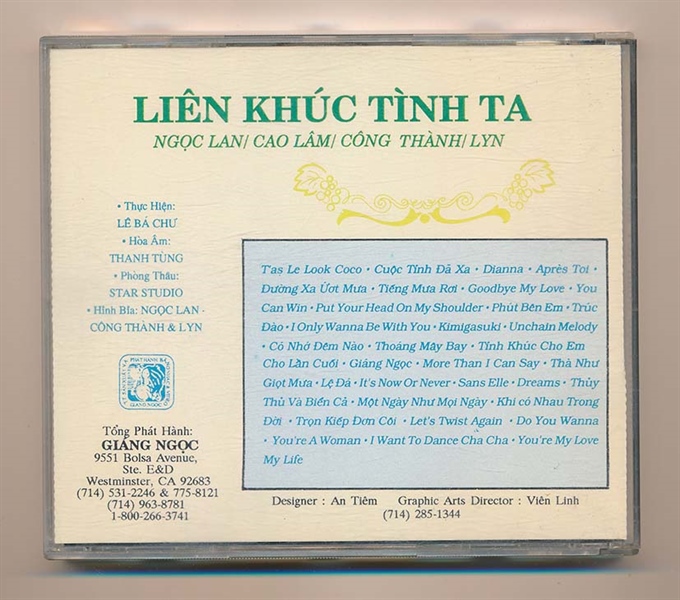 LIÊN KHÚC TÌNH TA
NGỌC LAN/ CAO LÂM/ CÔNG THÀNH/ LYN
• Thực Hiện:
LÊ BÁ CHƯ
• Hòa Âm:
THANH TÙNG
• Phòng Thâu:
STAR STUDIO
• Hình Bìa: NGỌC LAN -
CÔNG THÀNH & LYN
GIÁNG NGỌC
Tổng Phát Hành:
GIÁNG NGỌC
9551 Bolsa Avenue,
Ste. E&D
Westminster, CA 92683
(714) 531-2246 & 775-8121
(714) 963-8781
1-800-266-3741
T'as Le Look Coco • Cuộc Tình Đã Xa • Dianna • Après Toi •
Đường Xa Ướt Mưa • Tiếng Mưa Rơi • Goodbye My Love • You
Can Win • Put Your Head On My Shoulder • Phút Bên Em • Trúc
Đào • I Only Wanna Be With You • Kimigasuki • Unchain Melody
• Có Nhớ Đêm Nào • Thoáng Mây Bay • Tình Khúc Cho Em
Cho Lần Cuối • Giáng Ngọc • More Than I Can Say • Thà Như
Giọt Mưa • Lệ Đá • It's Now Or Never • Sans Elle • Dreams • Thủy
Thủ Và Biển Cả • Một Ngày Như Mọi Ngày • Khi có Nhau Trong
Đời • Trọn Kiếp Đơn Côi • Let's Twist Again • Do You Wanna
• You're A Woman • I Want To Dance Cha Cha • You're My Love
My Life
Designer : An Tiêm Graphic Arts Director : Viên Linh
(714) 285-1344